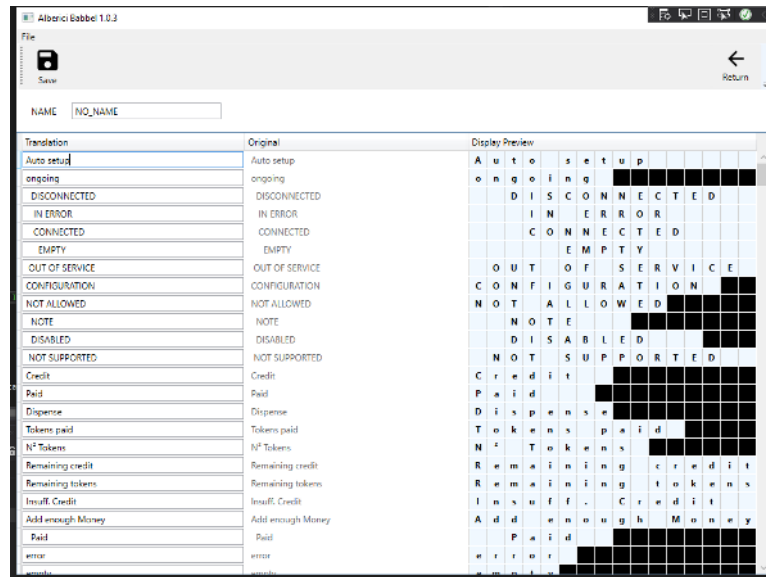 Alberici Babbel 1.0.3
File
Save
Return
NAME NO_NAME
Translation Original Display Preview
Auto setup Auto setup A u t o s e t u p
ongoing ongoing o n g o i n g
DISCONNECTED DISCONNECTED D I S C O N N E C T E D
IN ERROR IN ERROR I N E R R O R
CONNECTED CONNECTED C O N N E C T E D
EMPTY EMPTY E M P T Y
OUT OF SERVICE OUT OF SERVICE O U T O F S E R V I C E
CONFIGURATION CONFIGURATION C O N F I G U R A T I O N
NOT ALLOWED NOT ALLOWED N O T A L L O W E D
NOTE NOTE N O T E
DISABLED DISABLED D I S A B L E D
NOT SUPPORTED NOT SUPPORTED N O T S U P P O R T E D
Credit Credit C r e d i t
Paid Paid P a i d
Dispense Dispense D i s p e n s e
Tokens paid Tokens paid T o k e n s p a i d
N° Tokens N° Tokens N ° T o k e n s
Remaining credit Remaining credit R e m a i n i n g c r e d i t
Remaining tokens Remaining tokens R e m a i n i n g t o k e n s
Insuff. Credit Insuff. Credit I n s u f f . C r e d i t
Add enough Money Add enough Money A d d e n o u g h M o n e y
Paid Paid P a i d
error error e r r o r
empty empty e m p t y